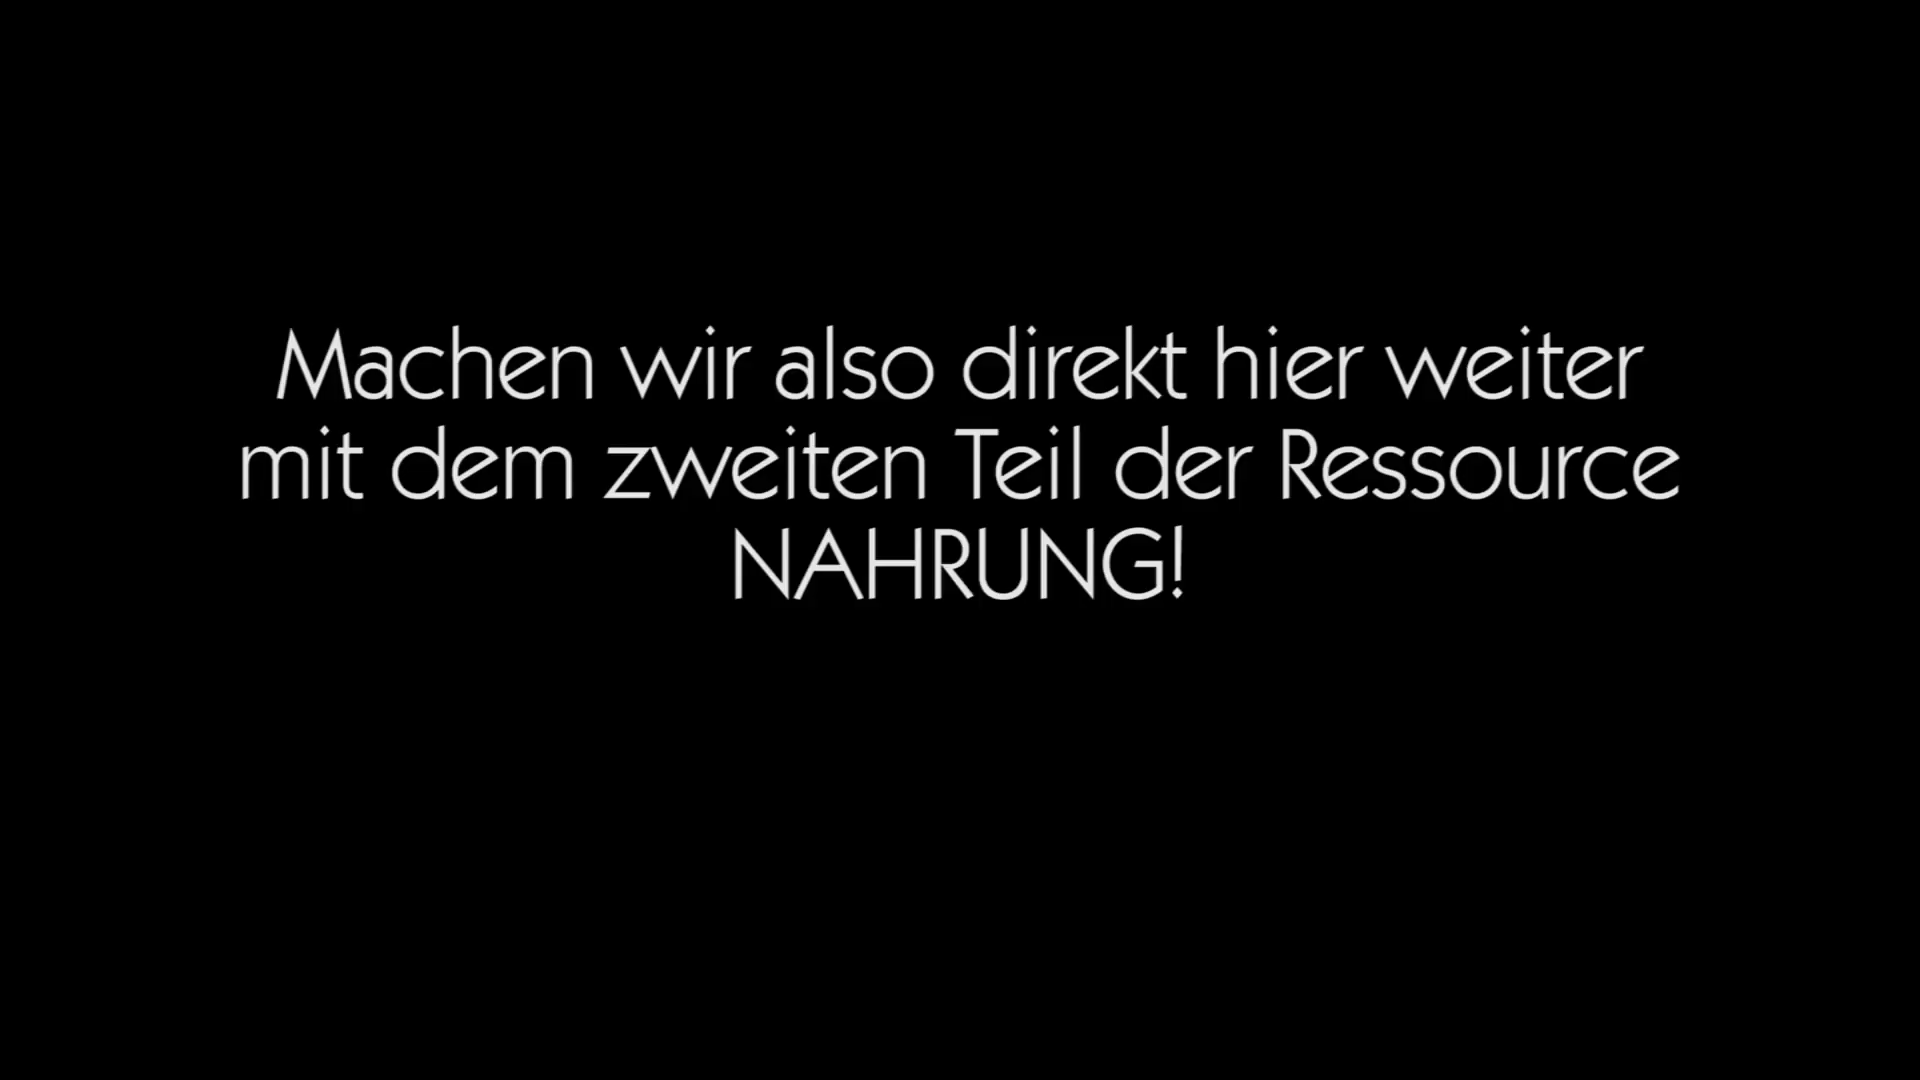 Machen wir also direkt hier weiter
mit dem zweiten Teil der Ressource
NAHRUNG!